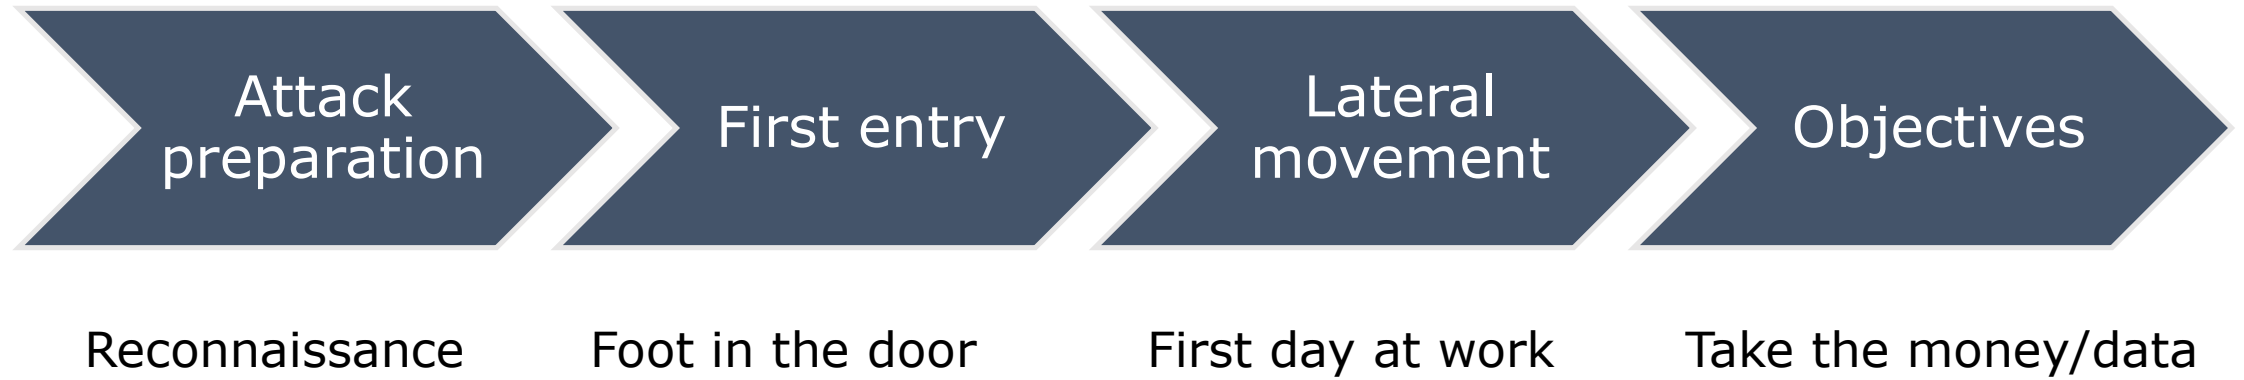 Attack
preparation
First entry
Lateral
movement
Objectives
Reconnaissance
Foot in the door
First day at work
Take the money/data